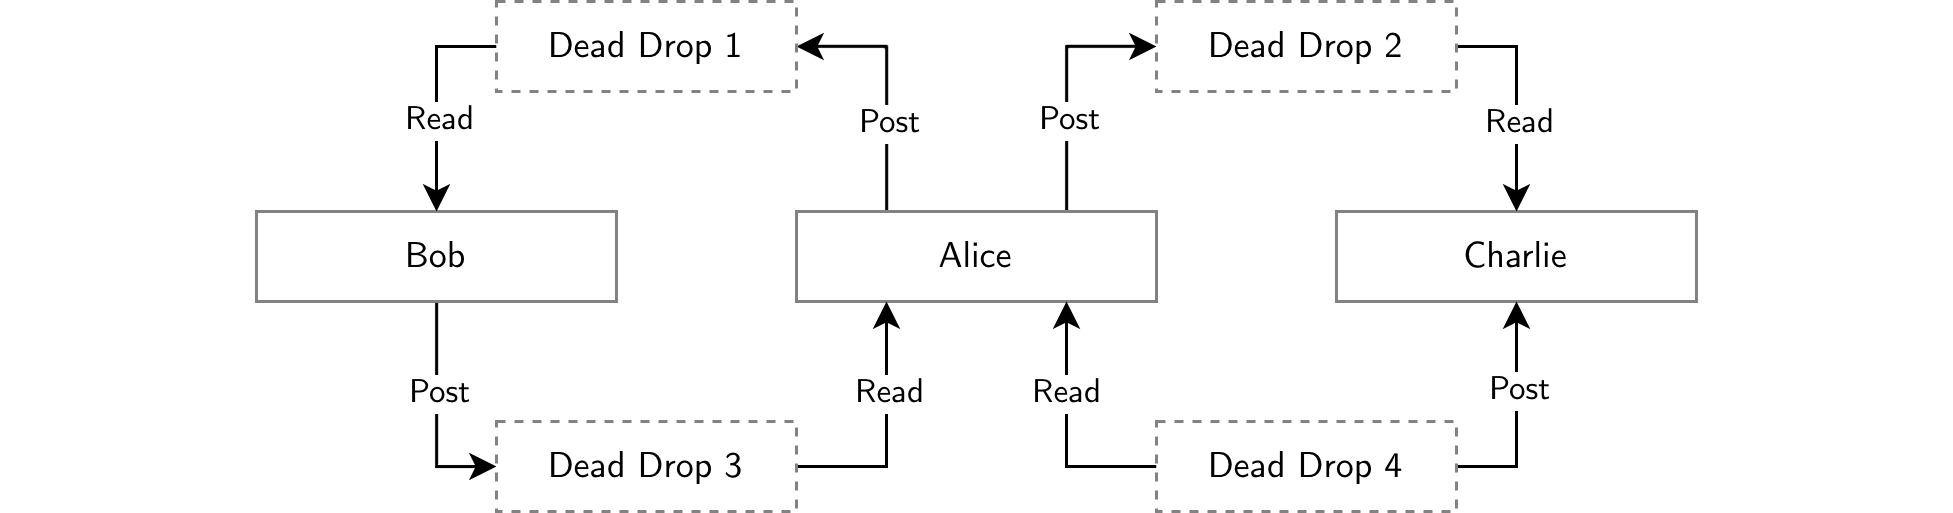 Dead Drop 1
Dead Drop 2
Read
Post
Post
Read
Bob
Alice
Charlie
Post
Read
Read
Post
Dead Drop 3
Dead Drop 4